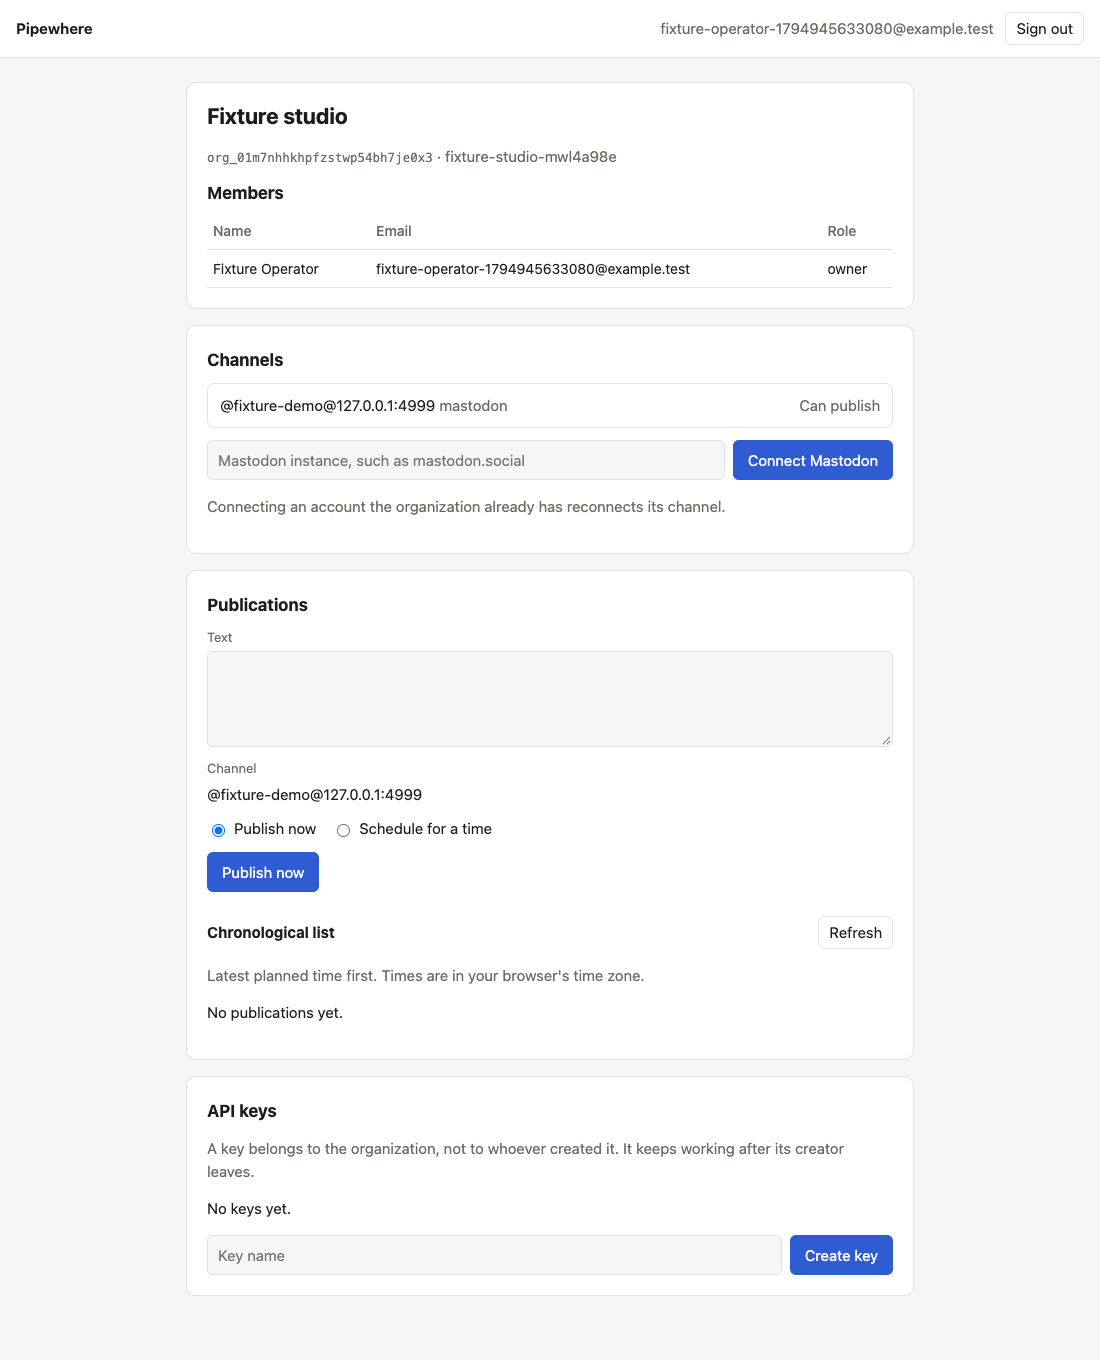 Pipewhere
fixture-operator-1794945633080@example.test
Sign out
Fixture studio
org_01m7nhhkhpfzstwp54bh7je0x3 · fixture-studio-mwl4a98e
Members
Name Email Role
Fixture Operator fixture-operator-1794945633080@example.test owner
Channels
@fixture-demo@127.0.0.1:4999 mastodon Can publish
Mastodon instance, such as mastodon.social
Connect Mastodon
Connecting an account the organization already has reconnects its channel.
Publications
Text
Channel
@fixture-demo@127.0.0.1:4999
Publish now Schedule for a time
Publish now
Chronological list
Refresh
Latest planned time first. Times are in your browser's time zone.
No publications yet.
API keys
A key belongs to the organization, not to whoever created it. It keeps working after its creator
leaves.
No keys yet.
Key name
Create key